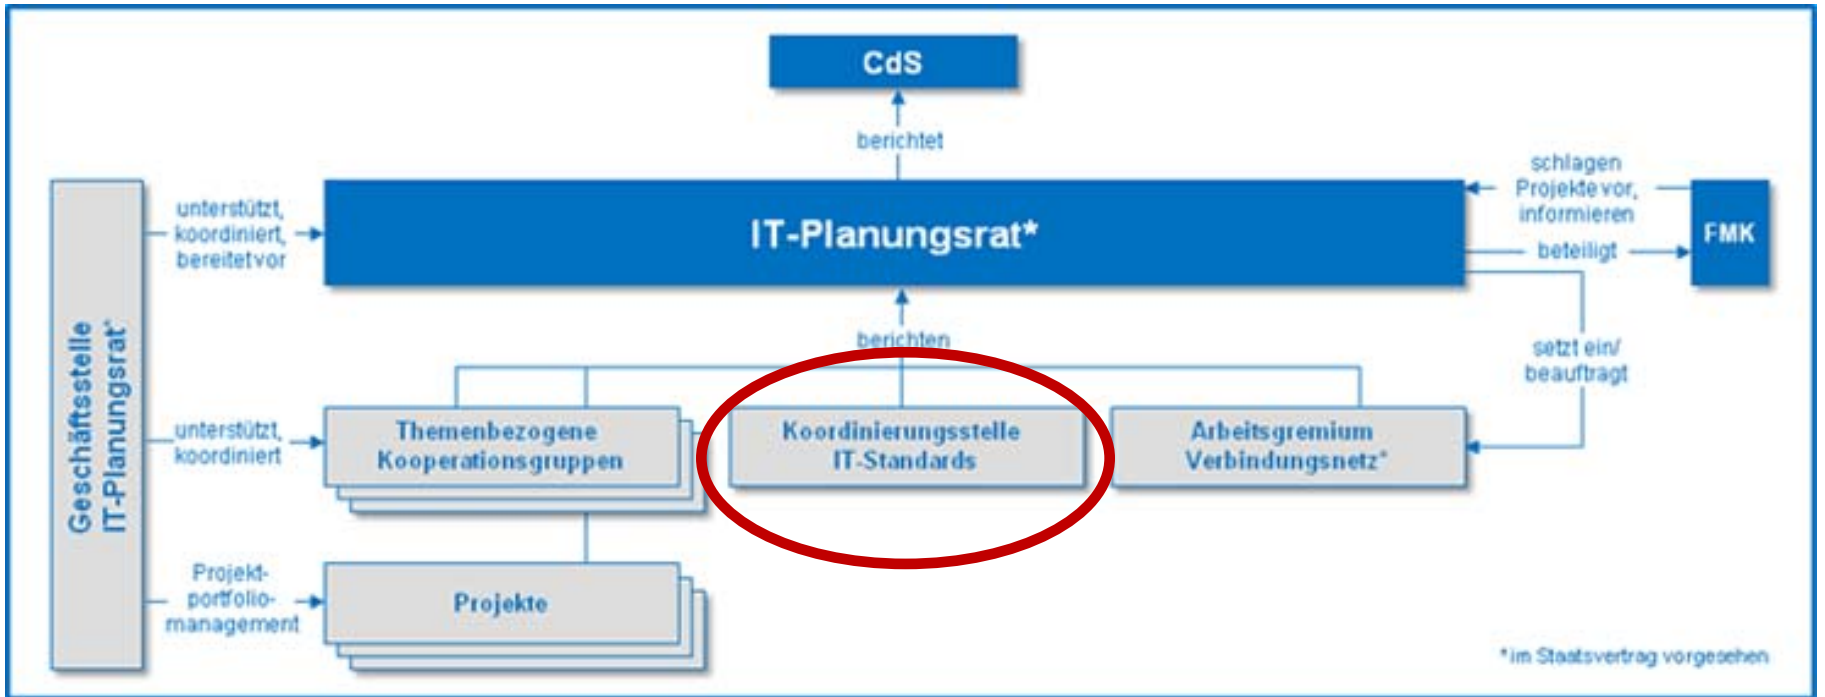 CdS
berichtet
schlagen
Projekte vor,
informieren
unterstützt,
koordiniert,
bereitet vor
IT-Planungsrat*
FMK
beteiligt
Geschäftsstelle
IT-Planungsrat*
berichten
setzt ein/
beauftragt
unterstützt,
koordiniert
Themenbezogene
Kooperationsgruppen
Koordinierungsstelle
IT-Standards
Arbeitsgremium
Verbindungsnetz*
Projekt-
portfolio-
management
Projekte
*im Staatsvertrag vorgesehen